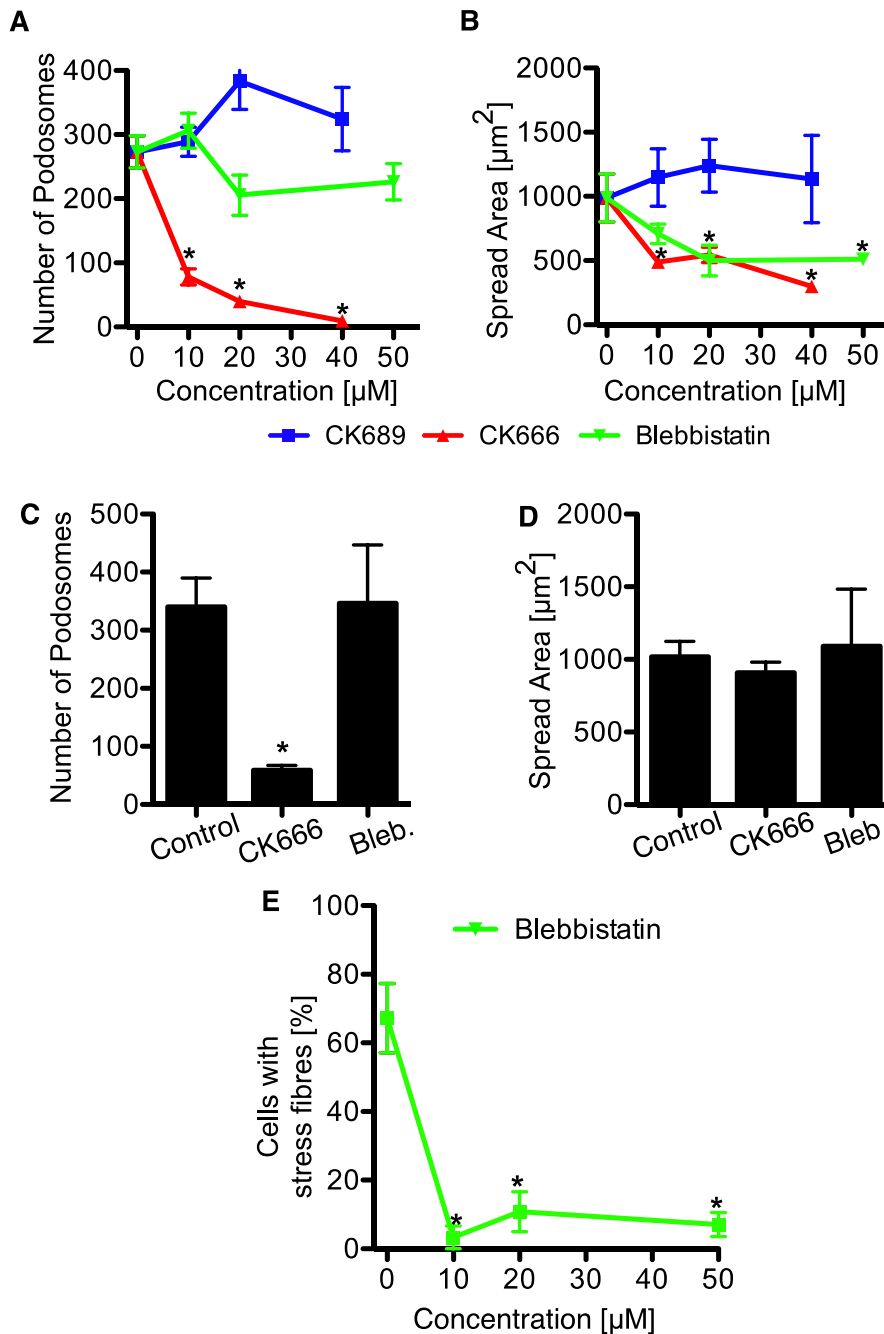 A
Number of Podosomes
400
300
200
100
0
*
*
*
0 10 20 30 40 50
Concentration [µM]
B
Spread Area [µm2]
2000
1500
1000
500
0
*
*
*
*
0 10 20 30 40 50
Concentration [µM]
CK689 CK666 Blebbistatin
C
Number of Podosomes
500
400
300
200
100
0
*
Control CK666 Bleb.
D
Spread Area [µm2]
2000
1500
1000
500
0
Control CK666 Bleb
E
Blebbistatin
Cells with
stress fibres [%]
100
80
60
40
20
0
*
*
*
0 10 20 30 40 50
Concentration [µM]